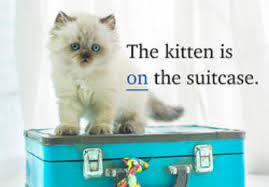 The kitten is
on the suitcase.